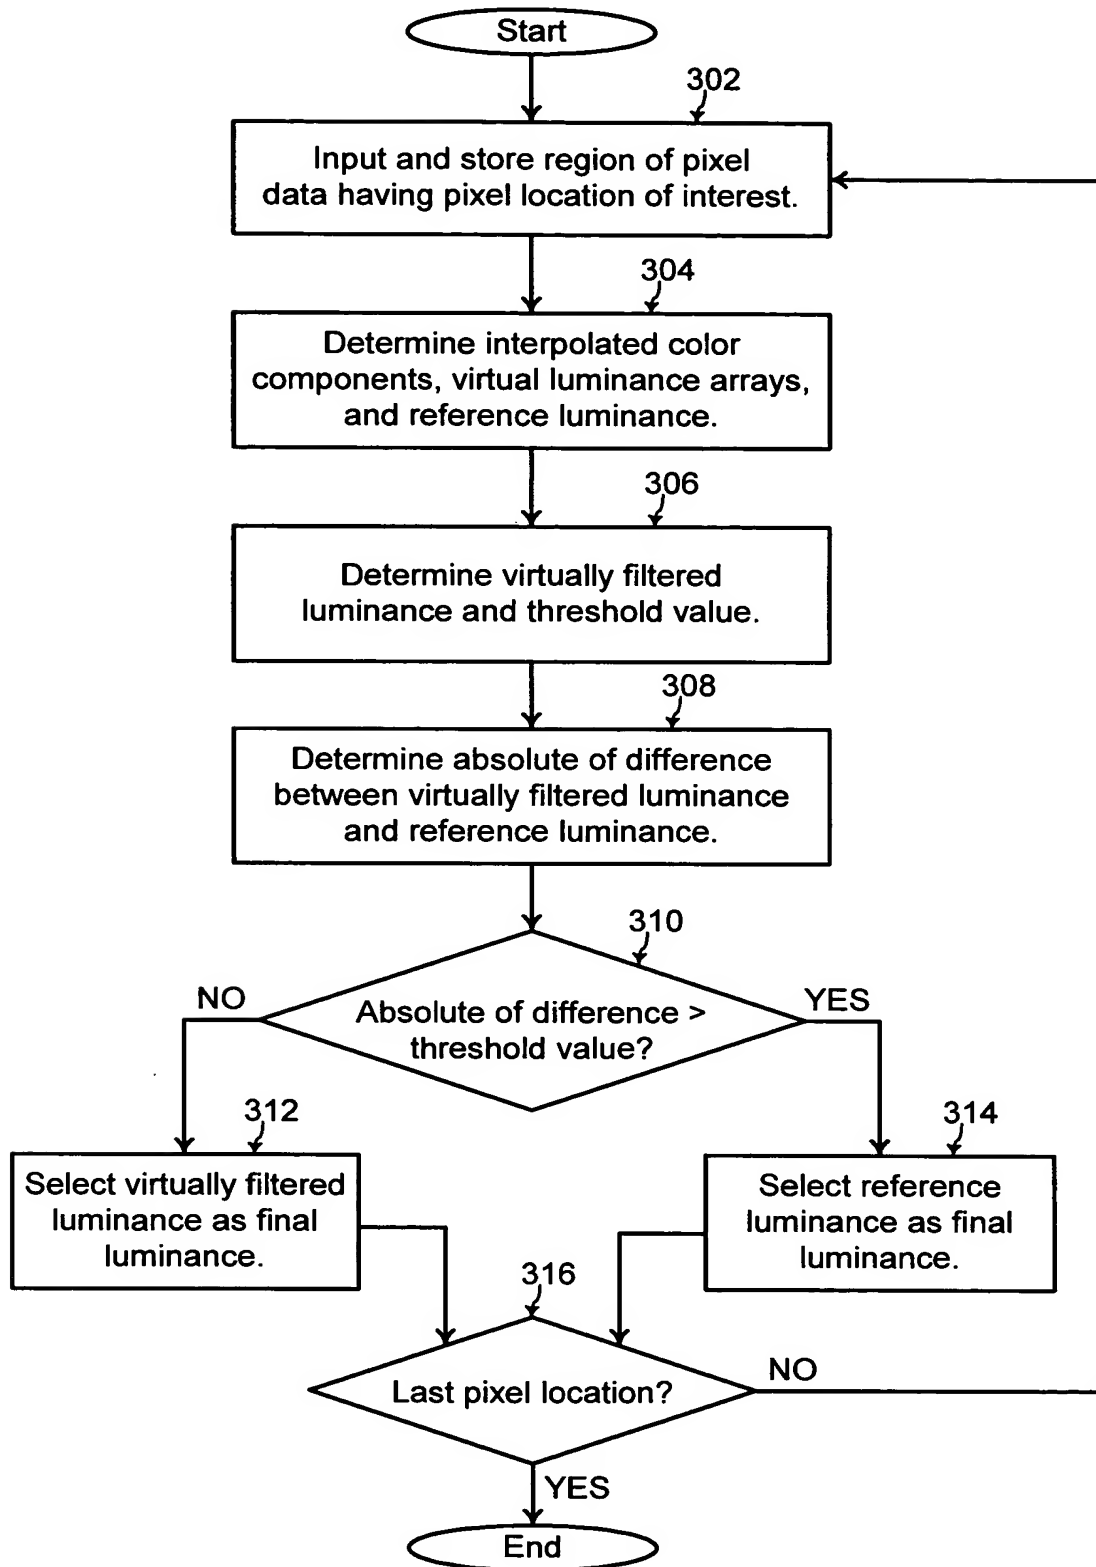 Start
302
Input and store region of pixel
data having pixel location of interest.
304
Determine interpolated color
components, virtual luminance arrays,
and reference luminance.
306
Determine virtually filtered
luminance and threshold value.
308
Determine absolute of difference
between virtually filtered luminance
and reference luminance.
310
NO
YES
Absolute of difference >
threshold value?
312
Select virtually filtered
luminance as final
luminance.
314
Select reference
luminance as final
luminance.
316
Last pixel location?
NO
YES
End